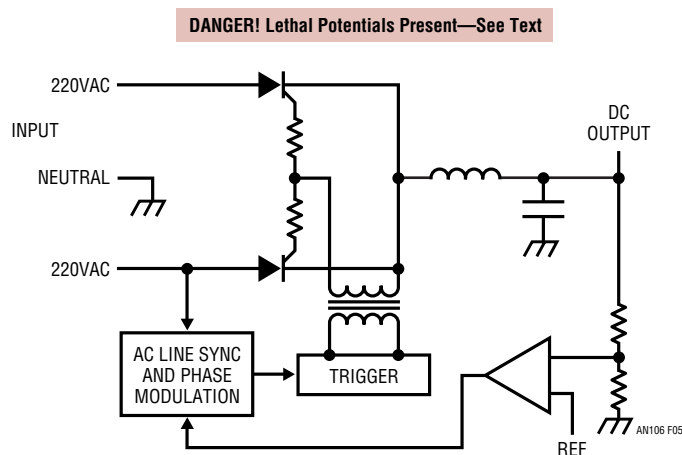 DANGER! Lethal Potentials Present—See Text
220VAC
INPUT
NEUTRAL
220VAC
DC
OUTPUT
AC LINE SYNC
AND PHASE
MODULATION
TRIGGER
REF
AN106 F05